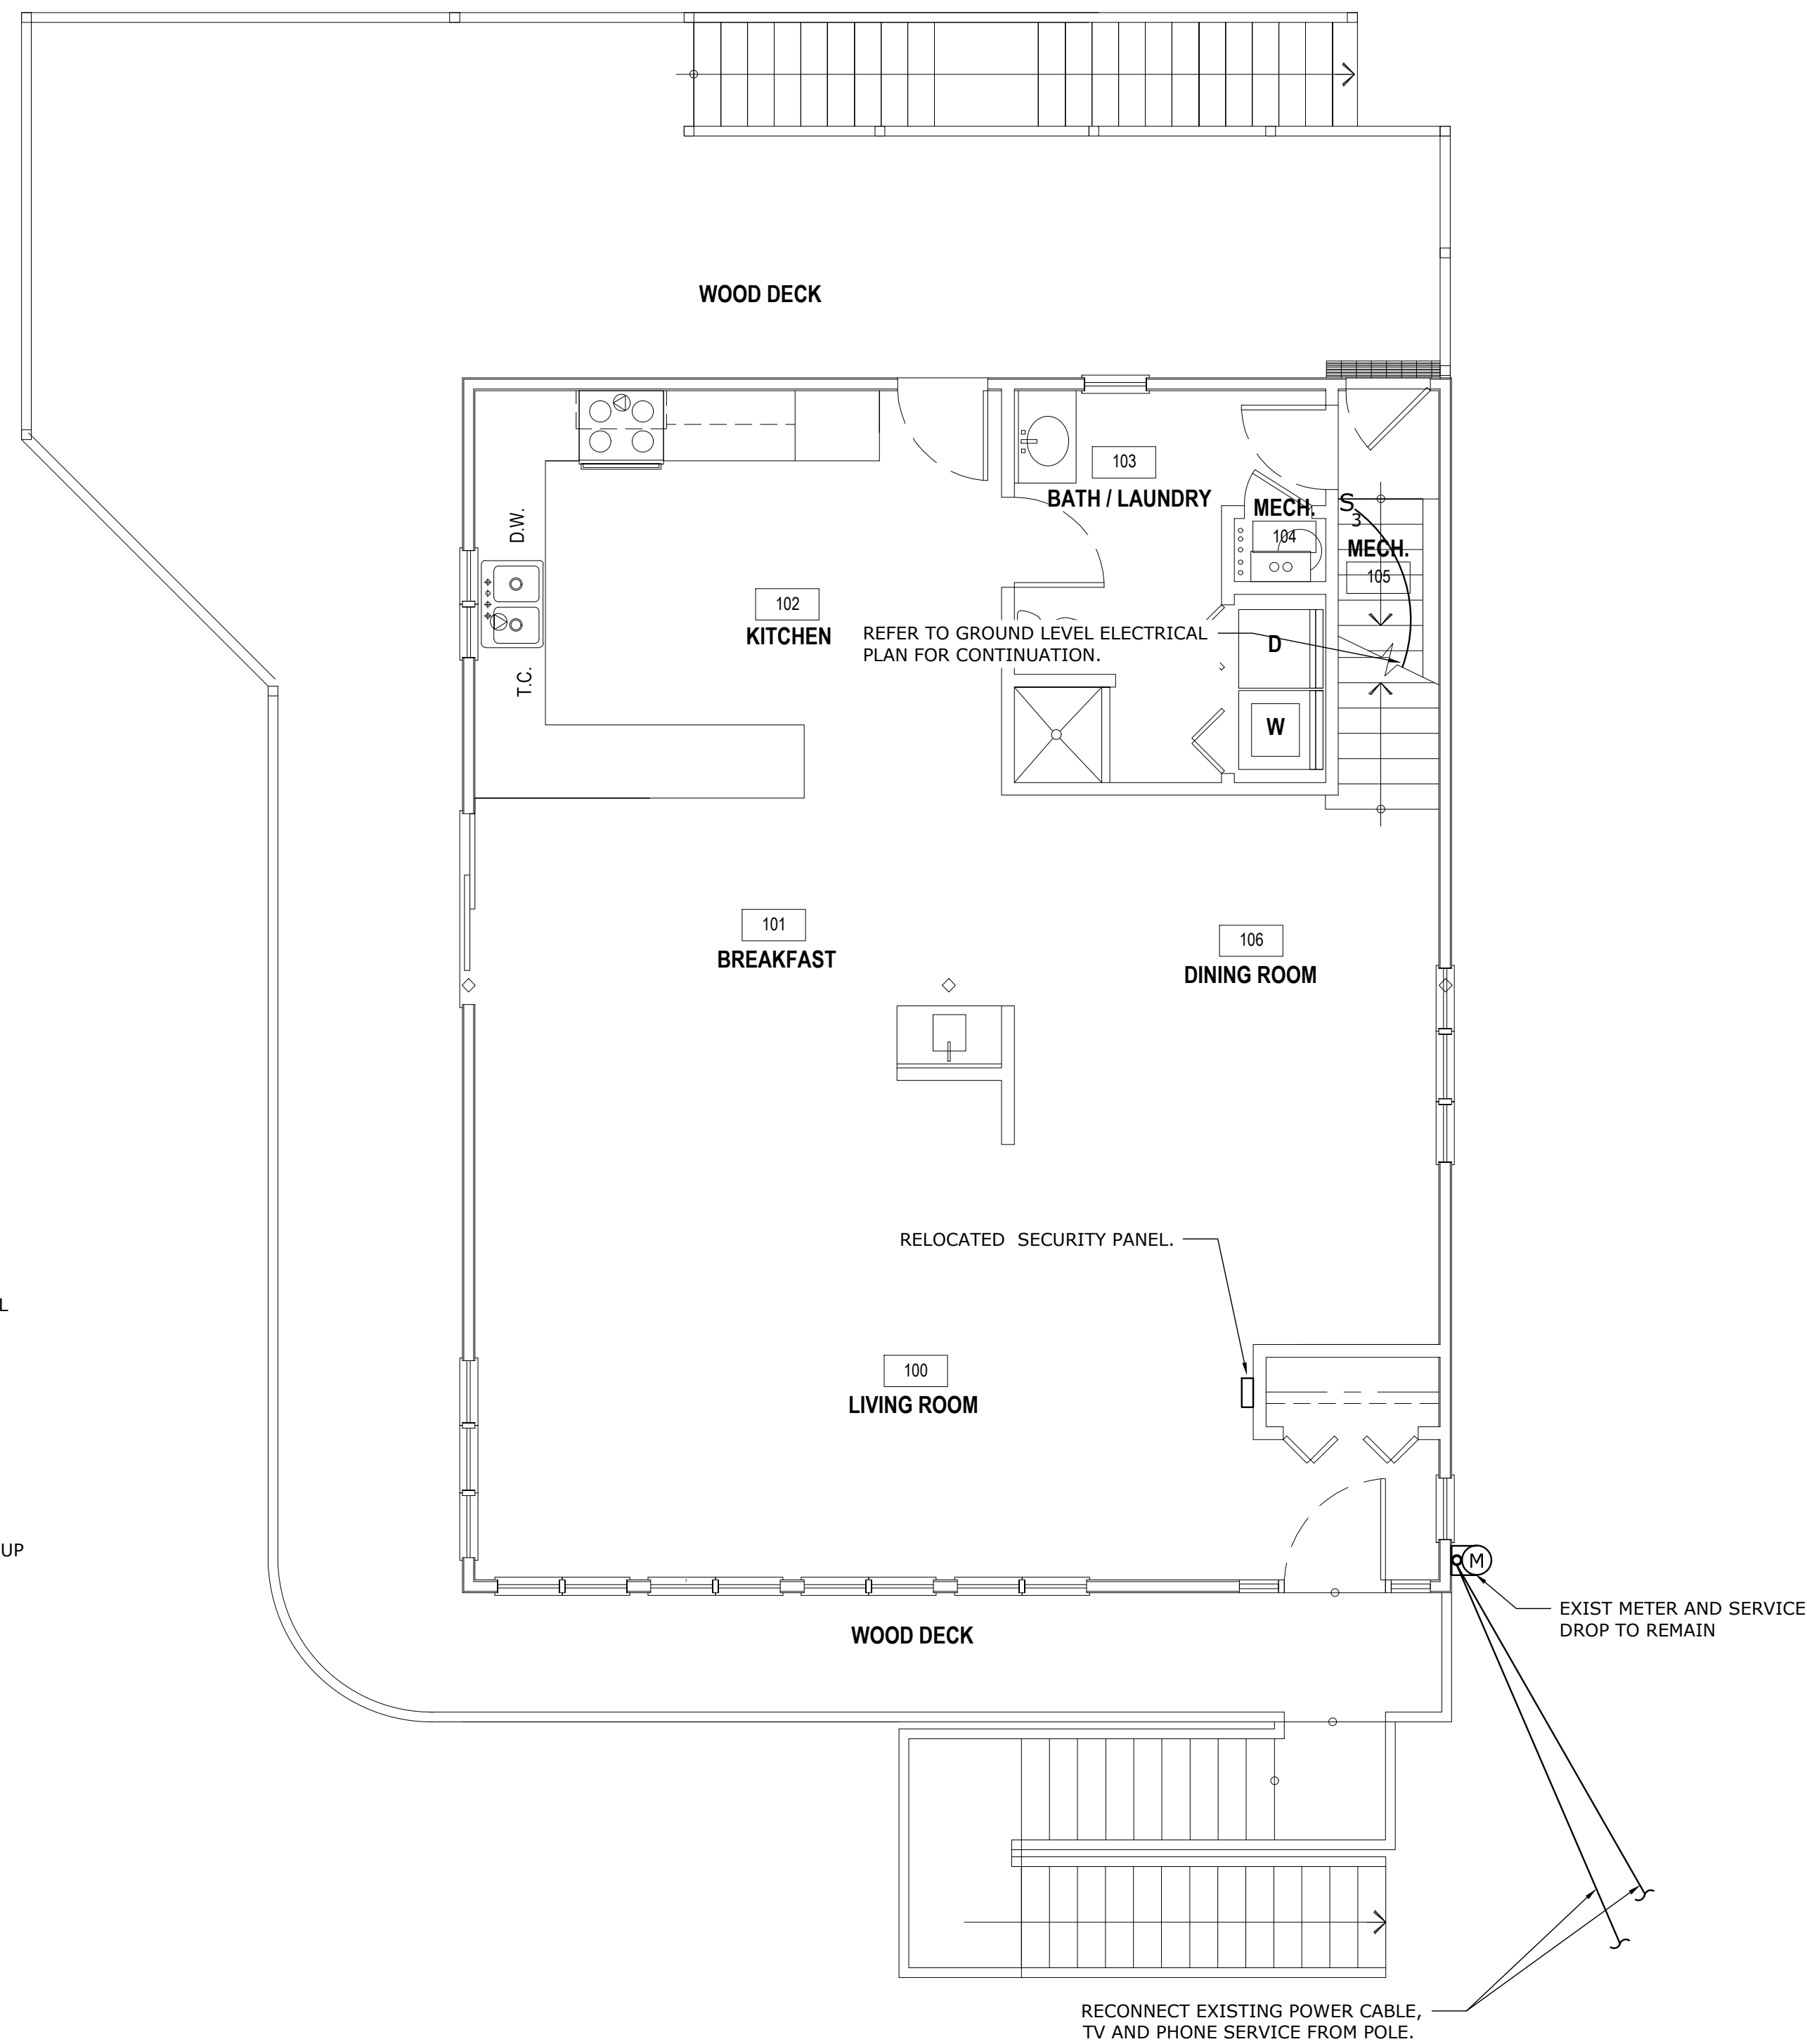 WOOD DECK
103
BATH / LAUNDRY
MECH.
104
S
3
MECH.
105
D.W.
102
KITCHEN
REFER TO GROUND LEVEL ELECTRICAL
PLAN FOR CONTINUATION.
D
T.C.
W
101
BREAKFAST
106
DINING ROOM
RELOCATED  SECURITY PANEL.
L
100
LIVING ROOM
UP
M
EXIST METER AND SERVICE
DROP TO REMAIN
WOOD DECK
RECONNECT EXISTING POWER CABLE,
TV AND PHONE SERVICE FROM POLE.